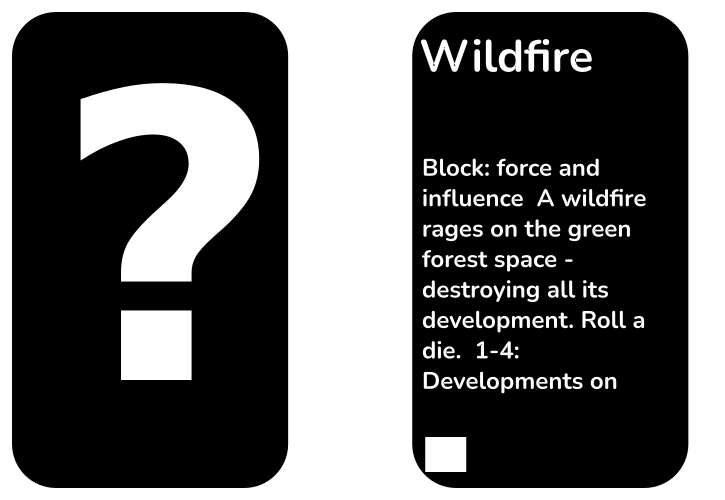 ?
Wildfire
Block: force and
influence  A wildfire
rages on the green
forest space -
destroying all its
development. Roll a
die.  1-4:
Developments on